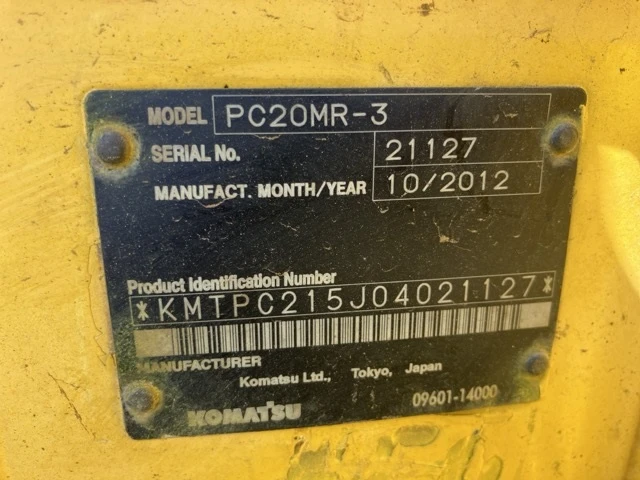 MODEL PC20MR-3
SERIAL No. 21127
MANUFACT. MONTH/YEAR 10/2012
Product Identification Number
*KMTPC215J04021127*
MANUFACTURER
Komatsu Ltd., Tokyo, Japan
KOMATSU 09601-14000